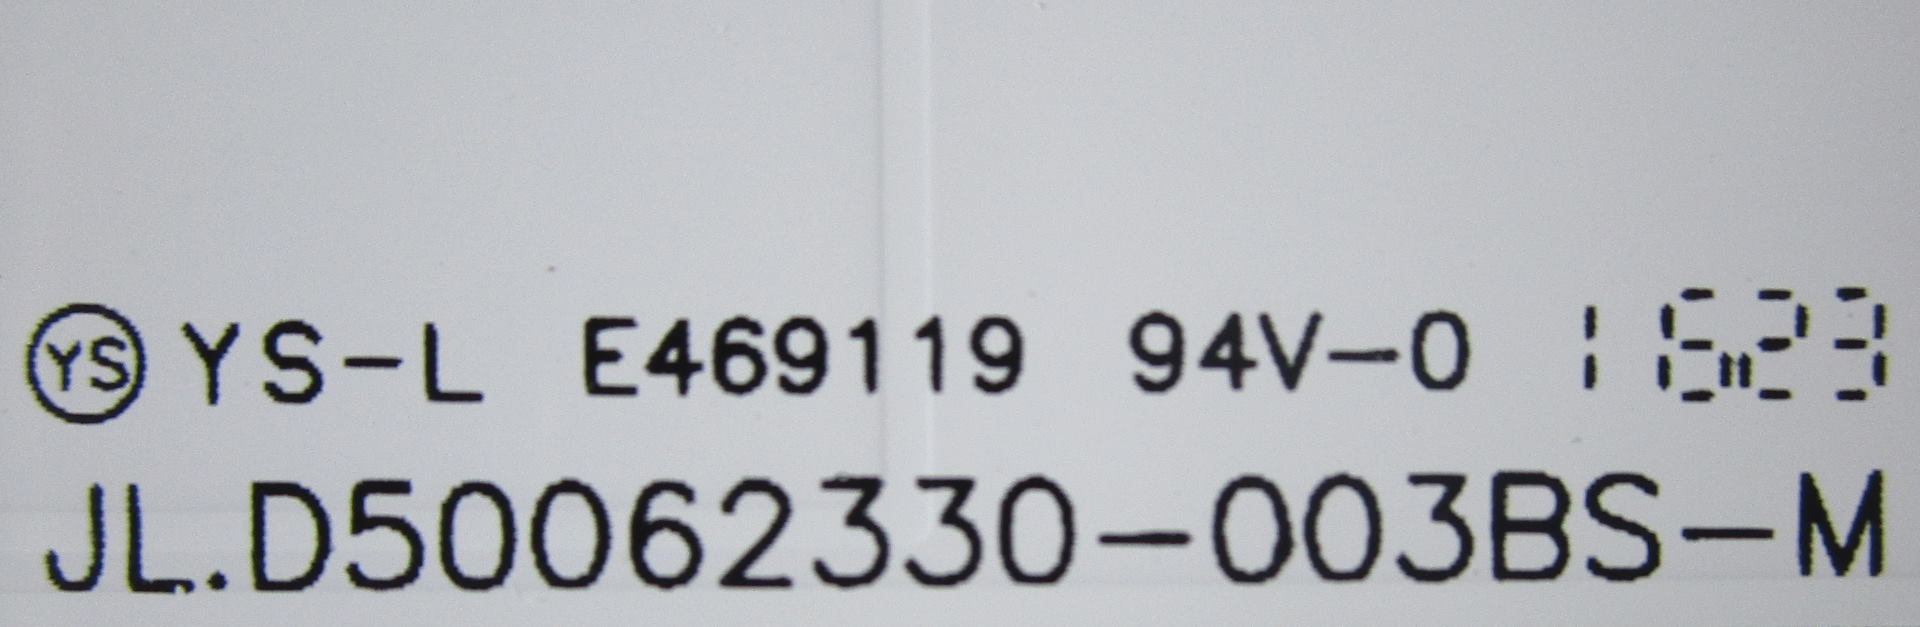 YS YS-L E469119 94V-0 1623
JL.D50062330-003BS-M